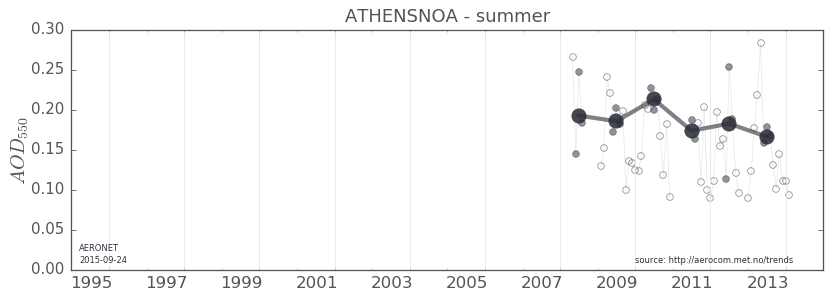 ATHENSNOA - summer
0.30
0.25
0.20
0.15
0.10
0.05
0.00
AOD550
AERONET
2015-09-24
source: http://aerocom.met.no/trends
1995 1997 1999 2001 2003 2005 2007 2009 2011 2013